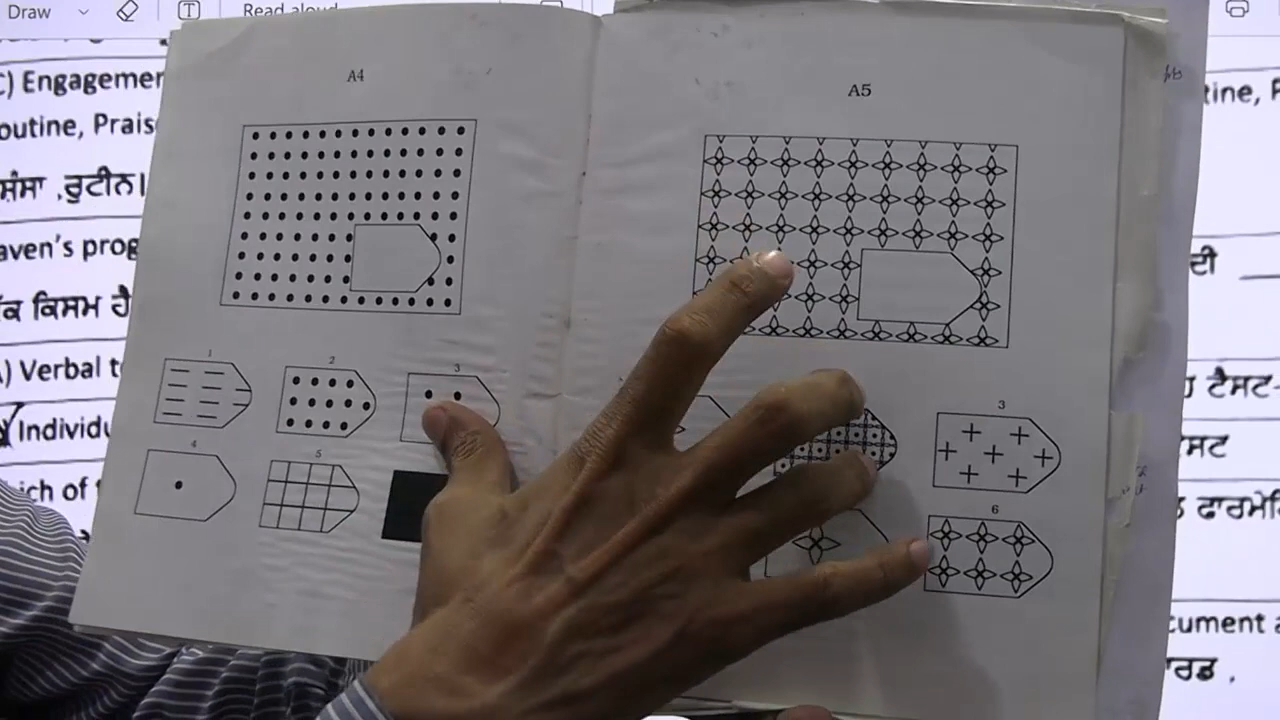 Draw
Read aloud
C) Engagemen
outine, Prais
ਸ਼ੰਸਾ ,ਰੁਟੀਨ।
aven's prog
ੱਕ ਕਿਸਮ ਹੈ
) Verbal t
Individu
ich of t
A4
1
2
3
4
5
A5
3
6
tine, P
ਦੀ
ਟੈਸਟ-
ਸਟ
ਫਾਰਮੇਟਿ
cument a
ਾਰਡ ,